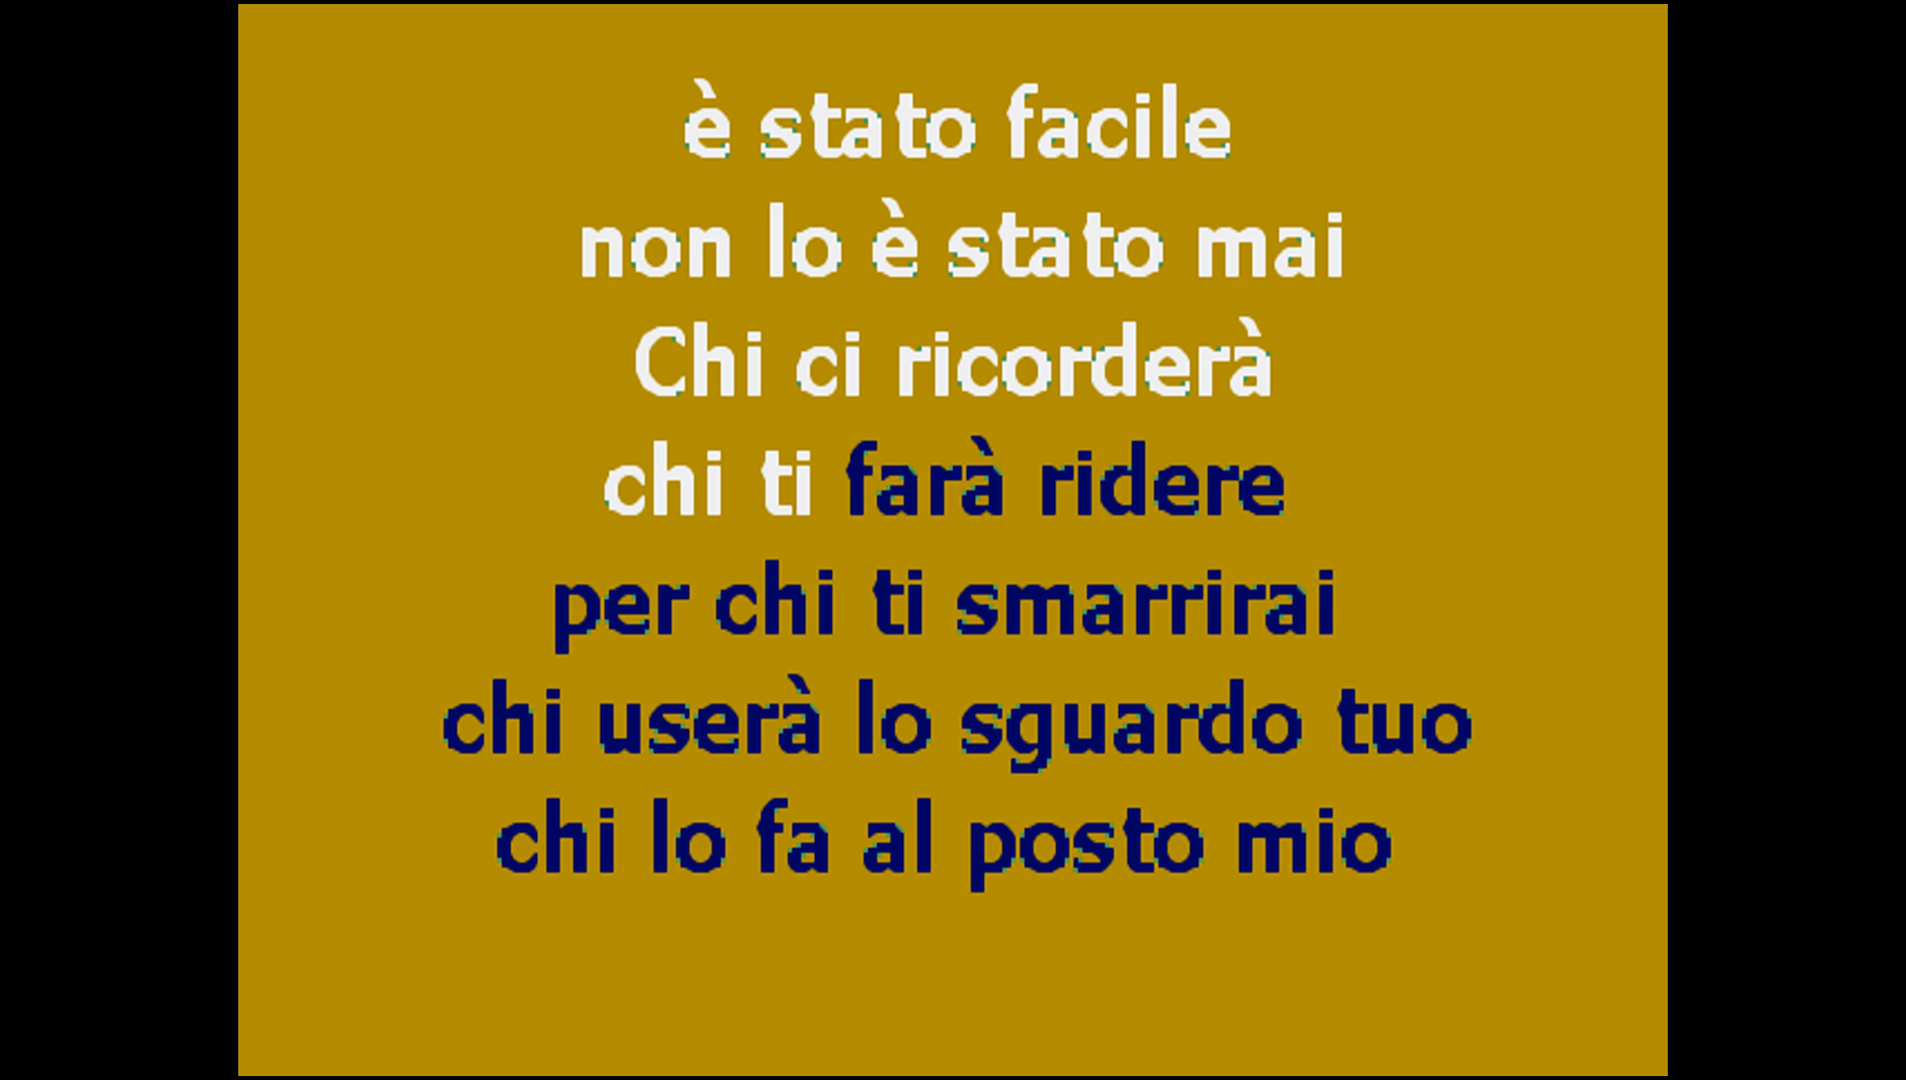 è stato facile
non lo è stato mai
Chi ci ricorderà
chi ti farà ridere
per chi ti smarrirai
chi userà lo sguardo tuo
chi lo fa al posto mio